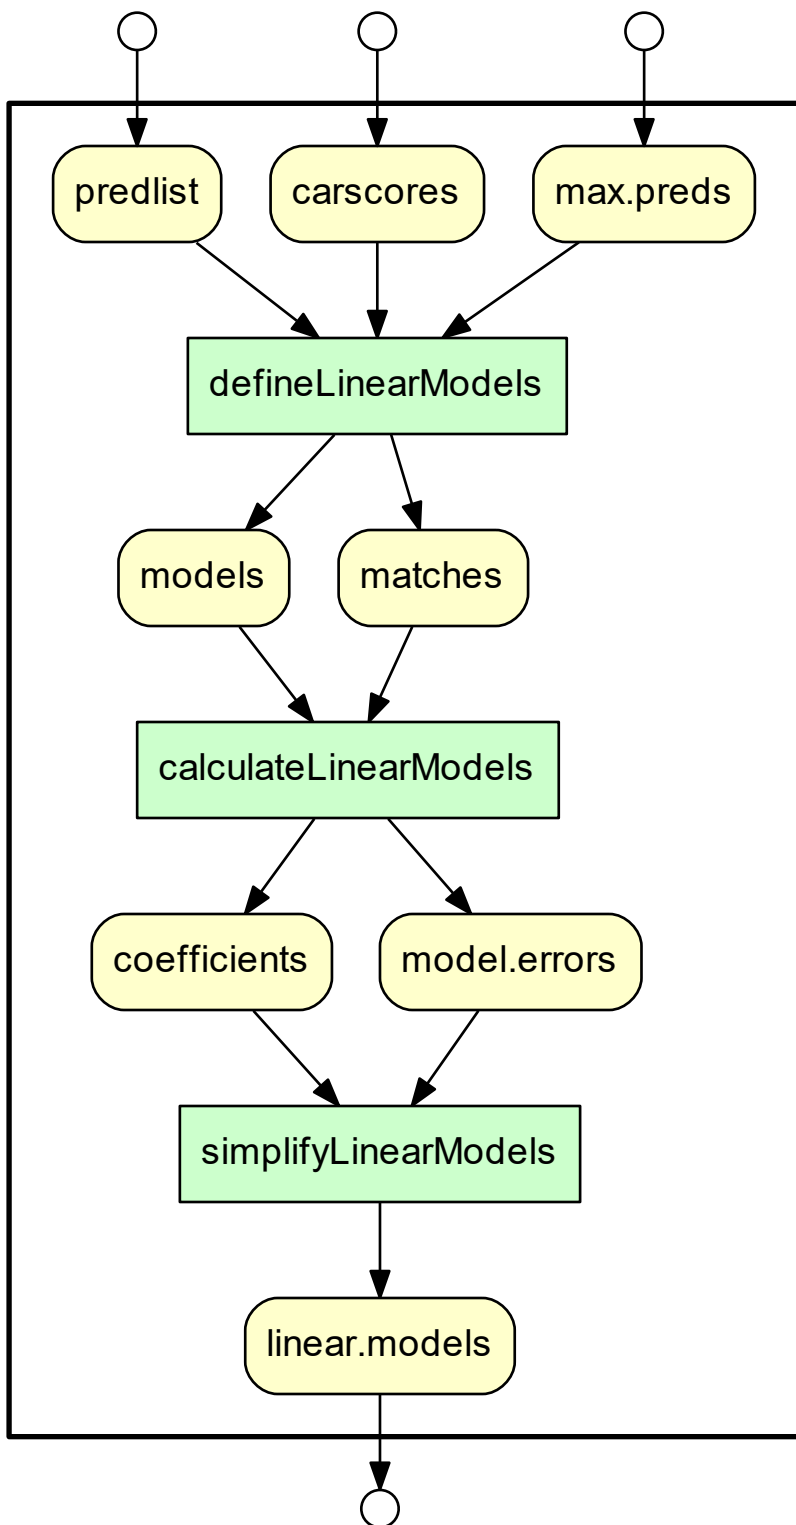 predlist
carscores
max.preds
defineLinearModels
models
matches
calculateLinearModels
coefficients
model.errors
simplifyLinearModels
linear.models